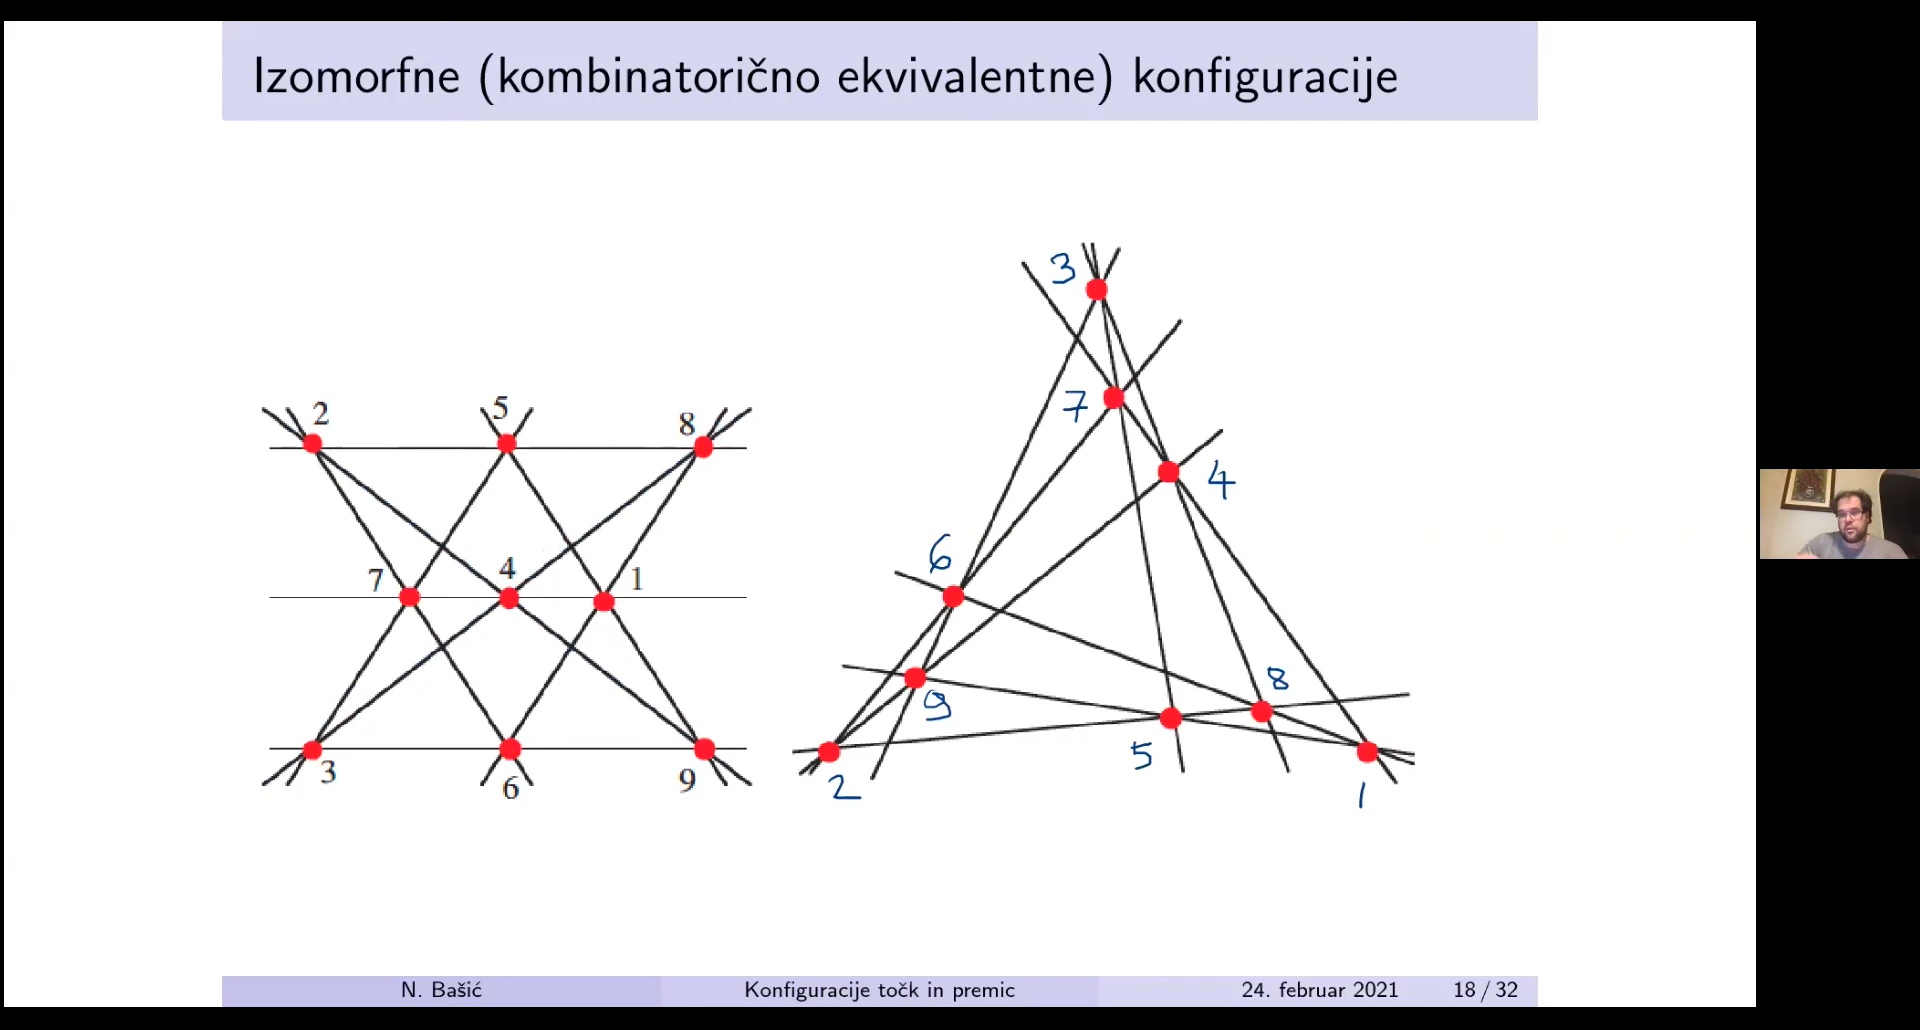 Izomorfne (kombinatorično ekvivalentne) konfiguracije
2 5 8
7 4 1
3 6 9
3
7
4
6
9
8
5
2
1
N. Bašić Konfiguracije točk in premic 24. februar 2021 18 / 32